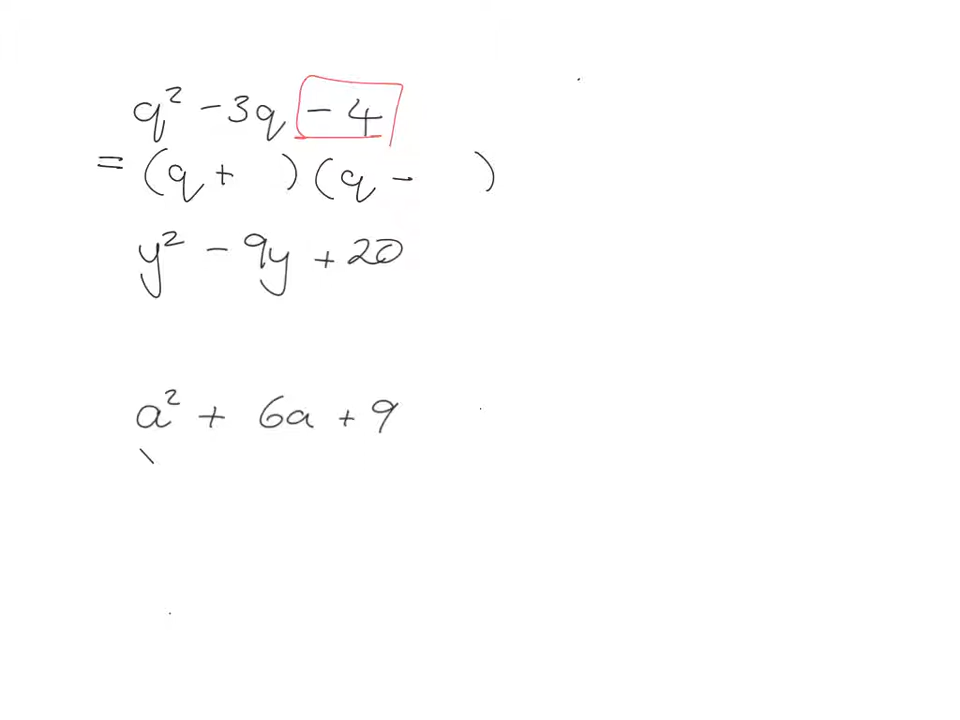 q² - 3q - 4
= (q +   ) (q -   )
y² - 9y + 20
a² + 6a + 9